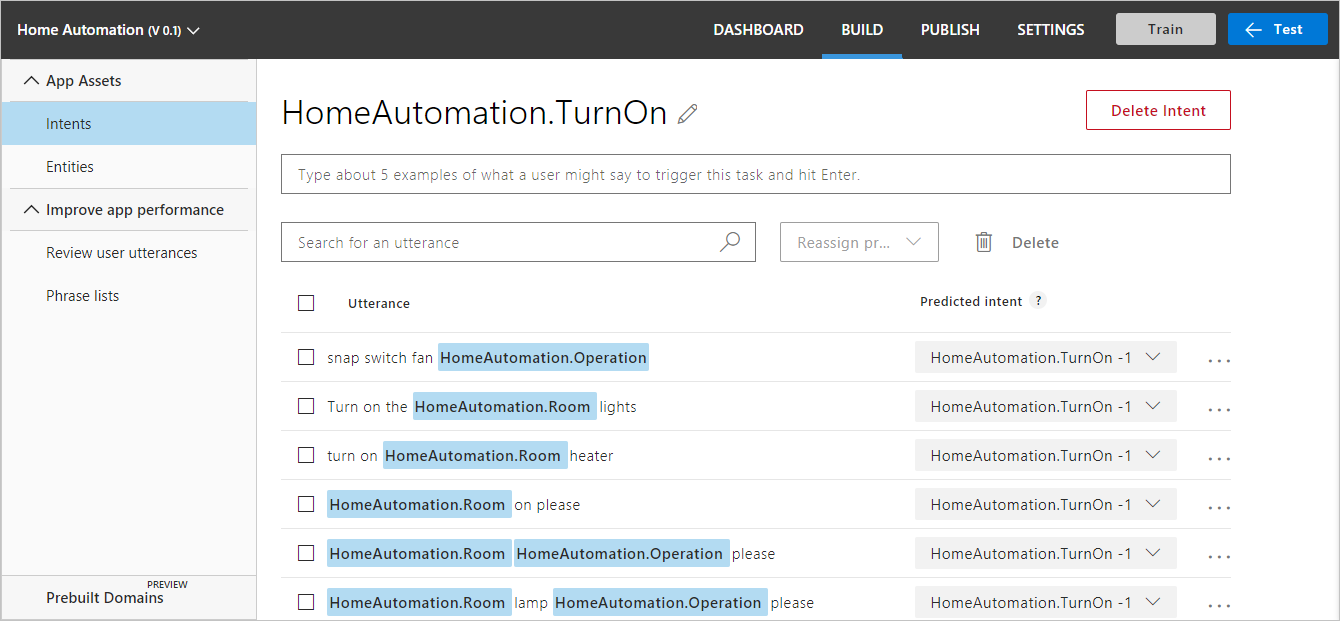 Home Automation (V 0.1) DASHBOARD BUILD PUBLISH SETTINGS Train Test
App Assets
Intents
Entities
Improve app performance
Review user utterances
Phrase lists
PREVIEW
Prebuilt Domains
HomeAutomation.TurnOn Delete Intent
Type about 5 examples of what a user might say to trigger this task and hit Enter.
Search for an utterance Reassign pr... Delete
Utterance Predicted intent ?
snap switch fan HomeAutomation.Operation HomeAutomation.TurnOn -1 ...
Turn on the HomeAutomation.Room lights HomeAutomation.TurnOn -1 ...
turn on HomeAutomation.Room heater HomeAutomation.TurnOn -1 ...
HomeAutomation.Room on please HomeAutomation.TurnOn -1 ...
HomeAutomation.Room HomeAutomation.Operation please HomeAutomation.TurnOn -1 ...
HomeAutomation.Room lamp HomeAutomation.Operation please HomeAutomation.TurnOn -1 ...